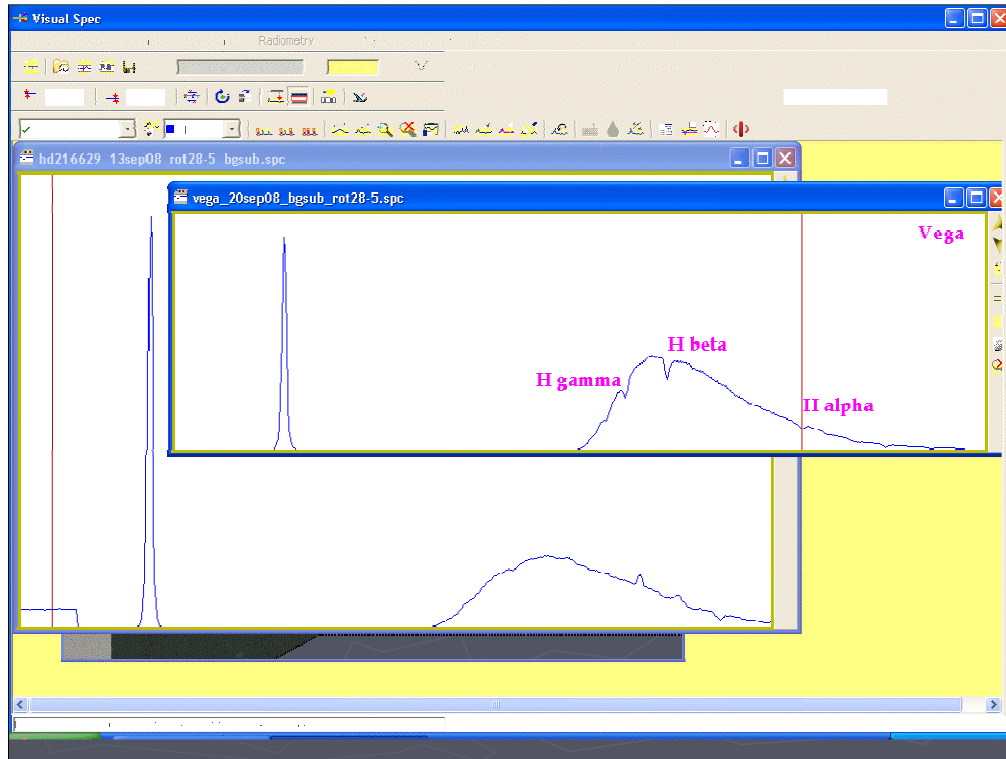 Visual Spec
Radiometry
hd216629 13sep08 rot28-5 bgsub.spc
vega_20sep08_bgsub_rot28-5.spc
Vega
H beta
H gamma
H alpha